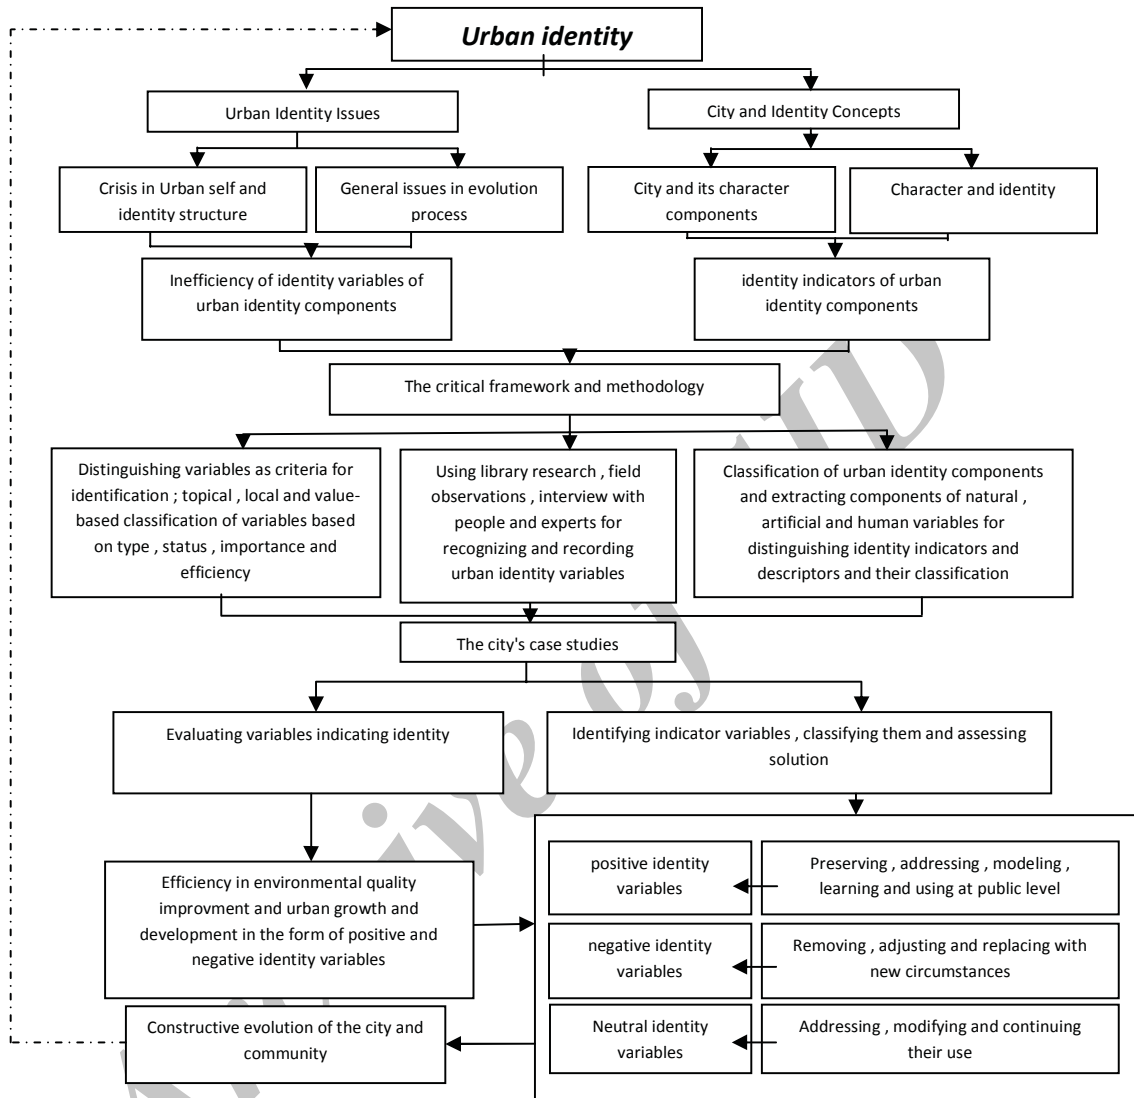 Urban identity
Urban Identity Issues
City and Identity Concepts
Crisis in Urban self and
identity structure
General issues in evolution
process
City and its character
components
Character and identity
Inefficiency of identity variables of
urban identity components
identity indicators of urban
identity components
The critical framework and methodology
Distinguishing variables as criteria for
identification ; topical , local and value-
based classification of variables based
on type , status , importance and
efficiency
Using library research , field
observations , interview with
people and experts for
recognizing and recording
urban identity variables
Classification of urban identity components
and extracting components of natural ,
artificial and human variables for
distinguishing identity indicators and
descriptors and their classification
The city's case studies
Evaluating variables indicating identity
Identifying indicator variables , classifying them and assessing
solution
Efficiency in environmental quality
improvment and urban growth and
development in the form of positive and
negative identity variables
positive identity
variables
Preserving , addressing , modeling ,
learning and using at public level
negative identity
variables
Removing , adjusting and replacing with
new circumstances
Neutral identity
variables
Addressing , modifying and continuing
their use
Constructive evolution of the city and
community